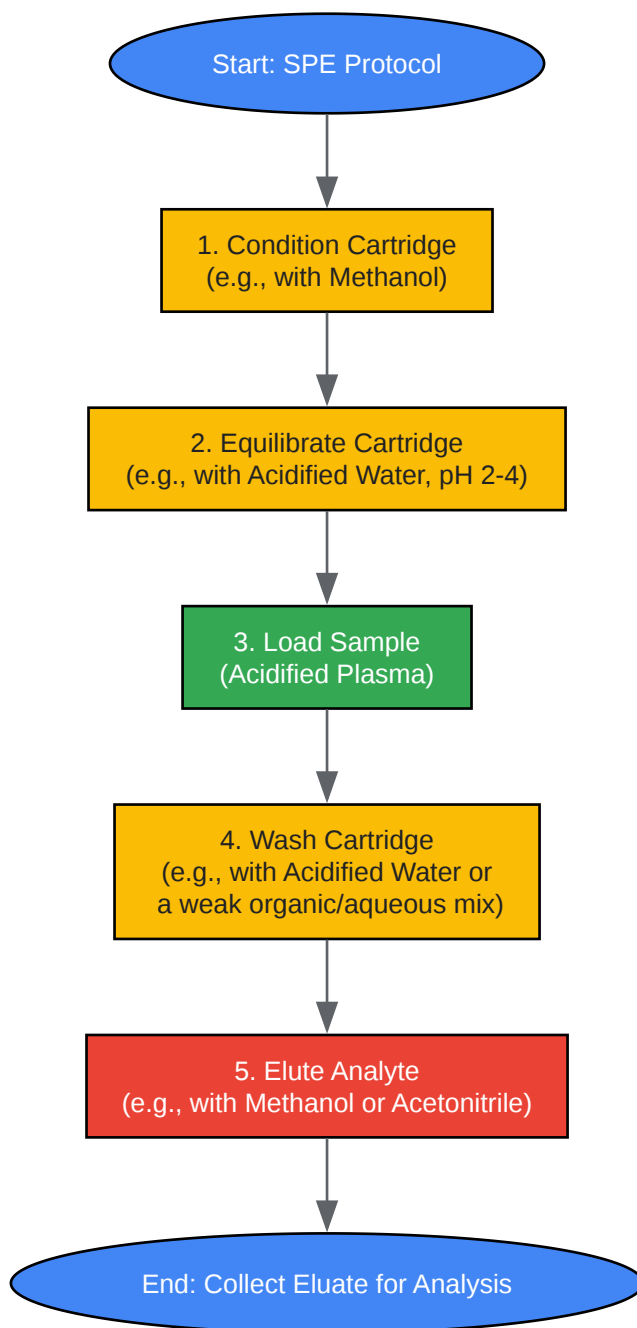 Start: SPE Protocol
1. Condition Cartridge
(e.g., with Methanol)
2. Equilibrate Cartridge
(e.g., with Acidified Water, pH 2-4)
3. Load Sample
(Acidified Plasma)
4. Wash Cartridge
(e.g., with Acidified Water or
a weak organic/aqueous mix)
5. Elute Analyte
(e.g., with Methanol or Acetonitrile)
End: Collect Eluate for Analysis